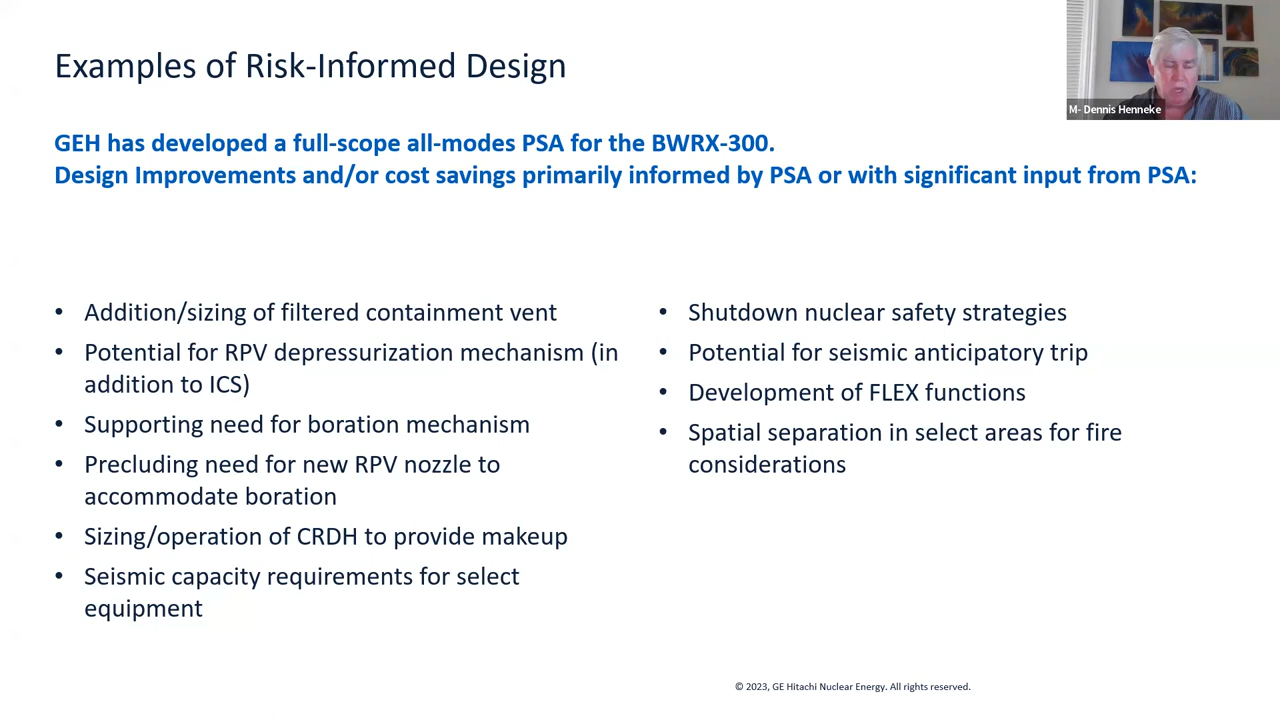 Examples of Risk-Informed Design
M- Dennis Henneke
GEH has developed a full-scope all-modes PSA for the BWRX-300.
Design Improvements and/or cost savings primarily informed by PSA or with significant input from PSA:
• Addition/sizing of filtered containment vent
• Potential for RPV depressurization mechanism (in
addition to ICS)
• Supporting need for boration mechanism
• Precluding need for new RPV nozzle to
accommodate boration
• Sizing/operation of CRDH to provide makeup
• Seismic capacity requirements for select
equipment
• Shutdown nuclear safety strategies
• Potential for seismic anticipatory trip
• Development of FLEX functions
• Spatial separation in select areas for fire
considerations
© 2023, GE Hitachi Nuclear Energy. All rights reserved.